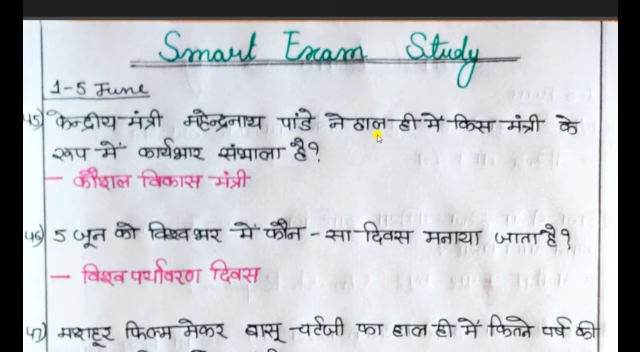 Smart Exam Study
1-5 June
45) केन्द्रीय मंत्री महेन्द्रनाथ पांडे ने हाल ही में किस मंत्री के
रूप में कार्यभार संभाला है?
- कौशल विकास मंत्री
46) 5 जून को विश्व भर में कौन-सा दिवस मनाया जाता है?
- विश्व पर्यावरण दिवस
47) मशहूर फिल्म मेकर बासू चटर्जी का हाल ही में कितने वर्ष की